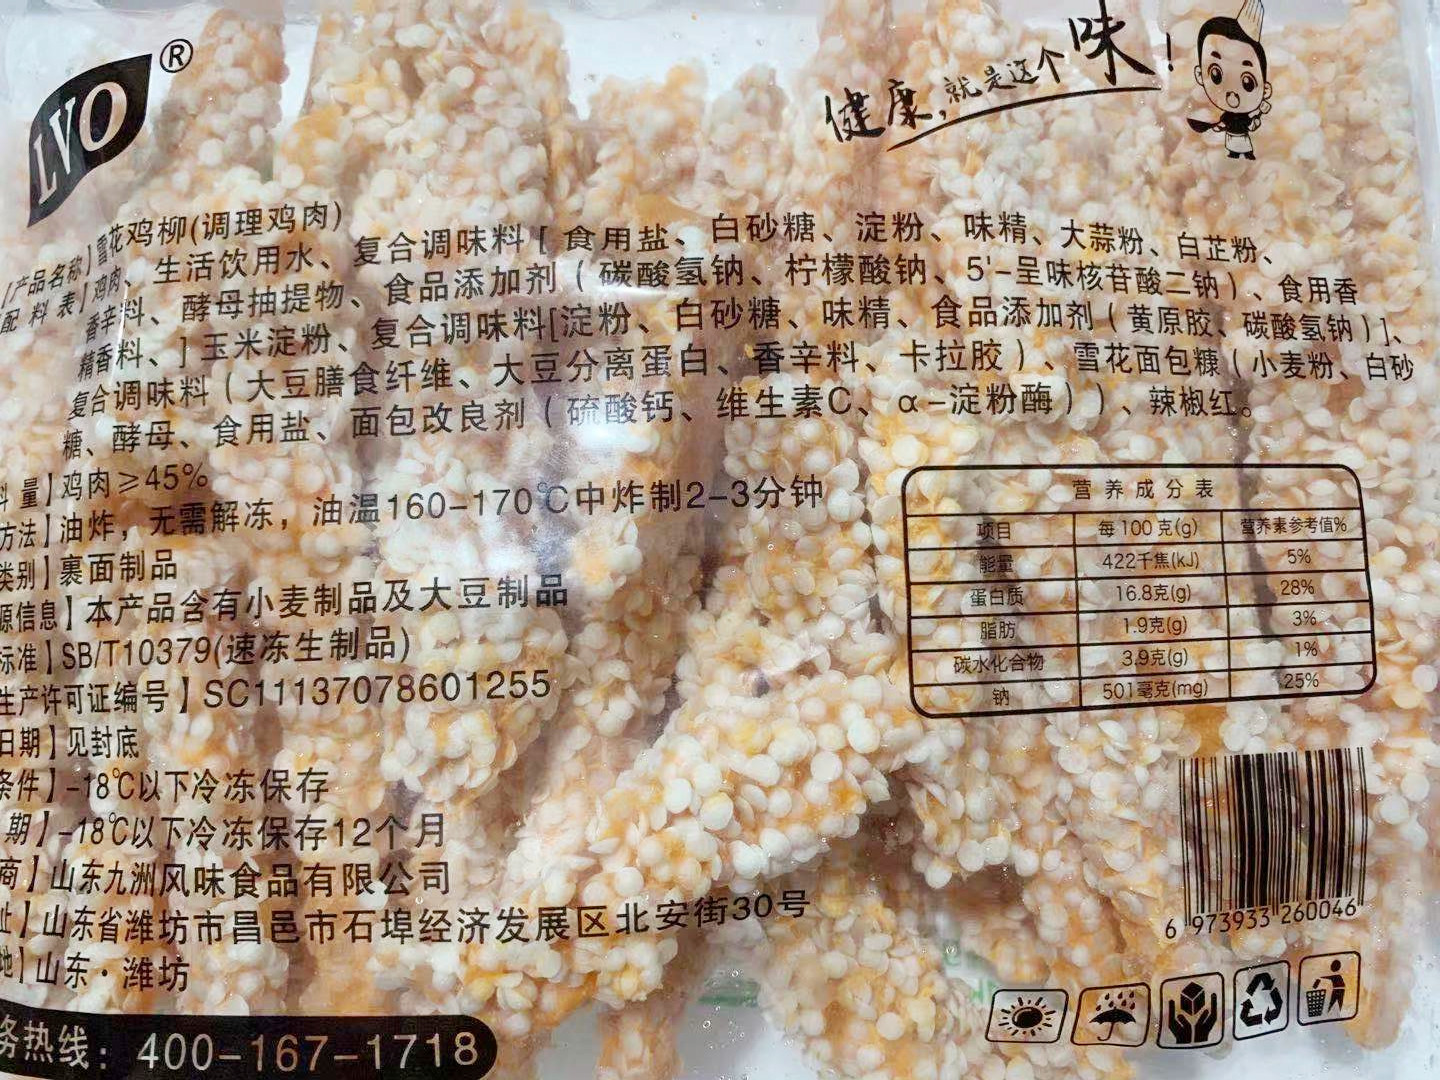 LVO®
健康,就是这个味!
【产品名称】雪花鸡柳(调理鸡肉)
配料表】鸡肉、生活饮用水、复合调味料[食用盐、白砂糖、淀粉、味精、大蒜粉、白芷粉、
香辛料、酵母抽提物、食品添加剂(碳酸氢钠、柠檬酸钠、5'-呈味核苷酸二钠)、食用香
精香料、]玉米淀粉、复合调味料[淀粉、白砂糖、味精、食品添加剂(黄原胶、碳酸氢钠)]、
复合调味料(大豆膳食纤维、大豆分离蛋白、香辛料、卡拉胶)、雪花面包糠(小麦粉、白砂
糖、酵母、食用盐、面包改良剂(硫酸钙、维生素C、α-淀粉酶))、辣椒红。
料量】鸡肉≥45%
方法】油炸,无需解冻,油温160-170℃中炸制2-3分钟
类别】裹面制品
源信息】本产品含有小麦制品及大豆制品
标准】SB/T10379(速冻生制品)
生产许可证编号】SC11137078601255
日期】见封底
条件】-18℃以下冷冻保存
期】-18℃以下冷冻保存12个月
商】山东九洲风味食品有限公司
址】山东省潍坊市昌邑市石埠经济发展区北安街30号
地】山东·潍坊
务热线:400-167-1718
营养成分表
项目 每100克(g) 营养素参考值%
能量 422千焦(kJ) 5%
蛋白质 16.8克(g) 28%
脂肪 1.9克(g) 3%
碳水化合物 3.9克(g) 1%
钠 501毫克(mg) 25%
6 973933 260046